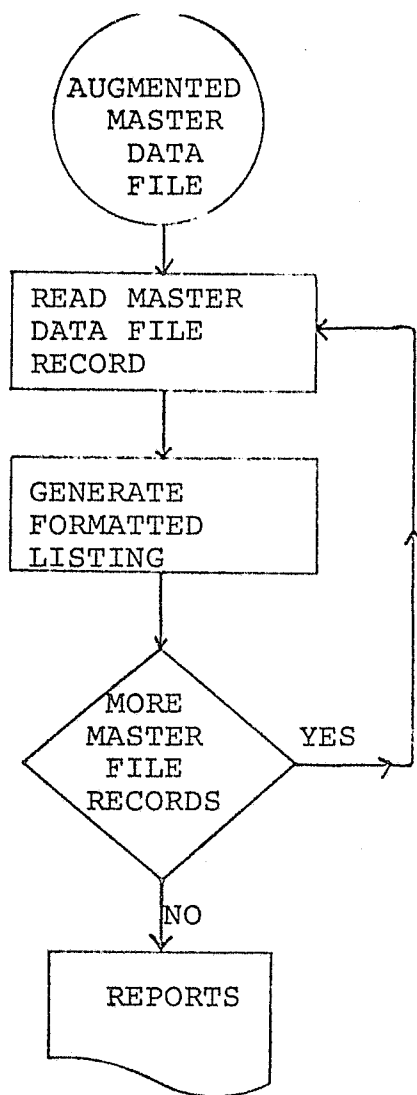 AUGMENTED
MASTER
DATA
FILE
READ MASTER
DATA FILE
RECORD
GENERATE
FORMATTED
LISTING
MORE
MASTER
FILE
RECORDS
YES
NO
REPORTS